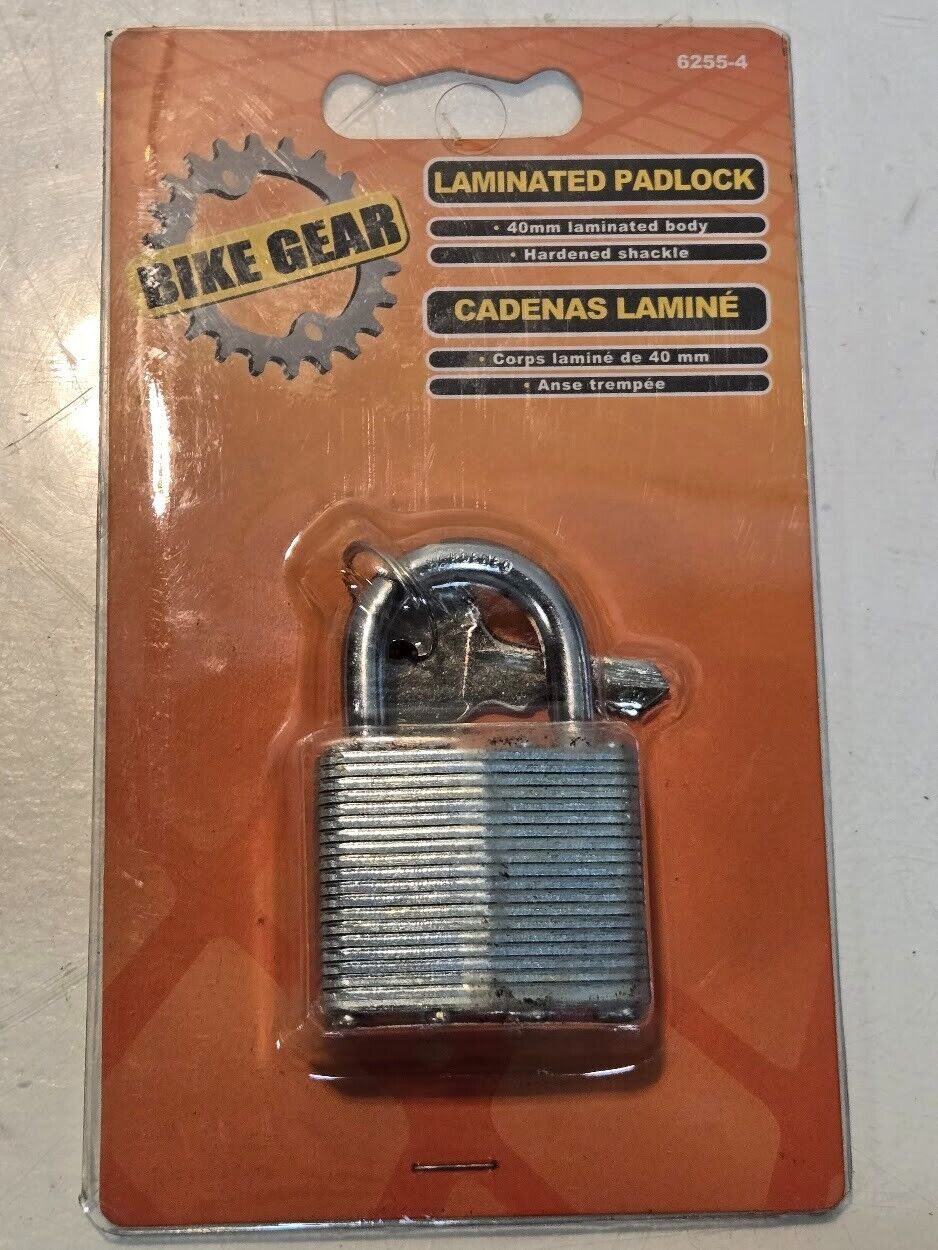 6255-4
BIKE GEAR
LAMINATED PADLOCK
• 40mm laminated body
• Hardened shackle
CADENAS LAMINÉ
• Corps laminé de 40 mm
• Anse trempée